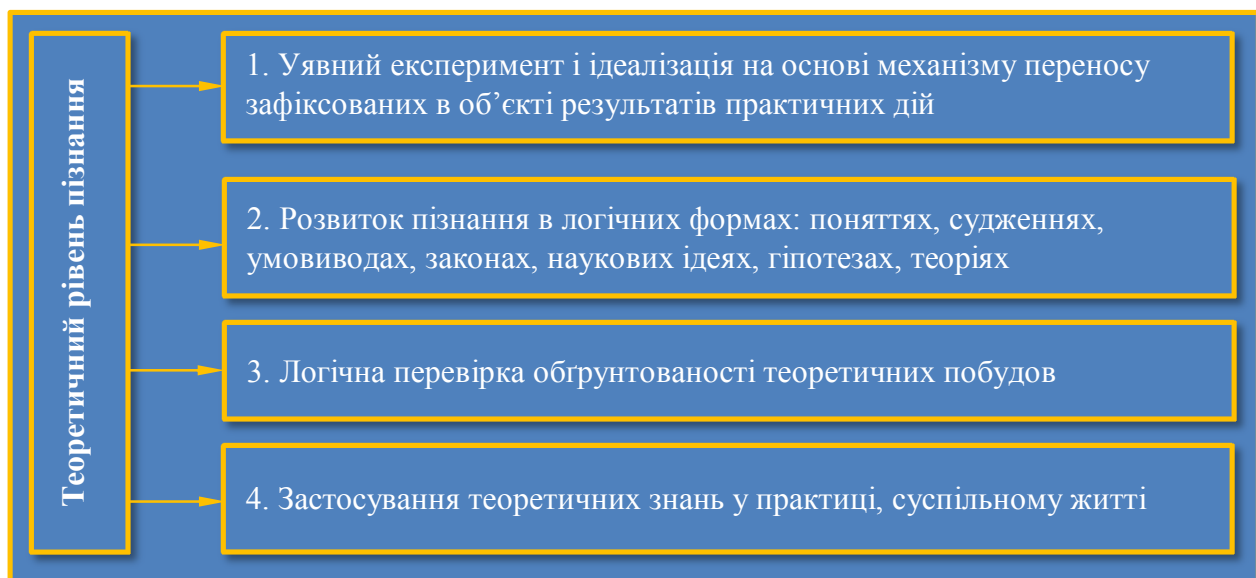 Теоретичний рівень пізнання
1. Уявний експеримент і ідеалізація на основі механізму переносу
зафіксованих в об’єкті результатів практичних дій
2. Розвиток пізнання в логічних формах: поняттях, судженнях,
умовиводах, законах, наукових ідеях, гіпотезах, теоріях
3. Логічна перевірка обґрунтованості теоретичних побудов
4. Застосування теоретичних знань у практиці, суспільному житті